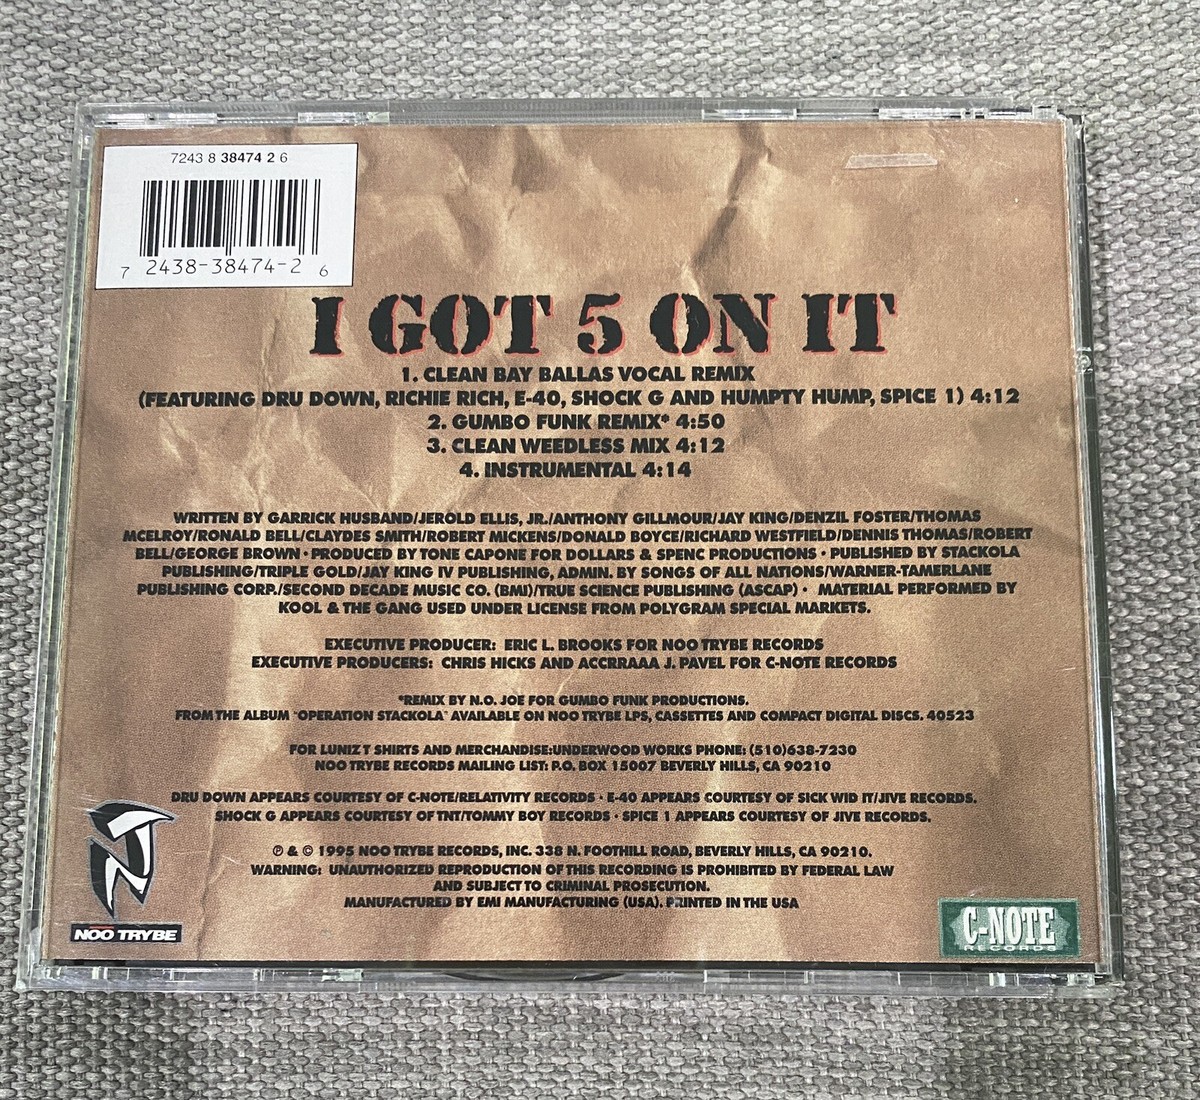 7243 8 38474 2 6
7 2438-38474-2 6
I GOT 5 ON IT
1. CLEAN BAY BALLAS VOCAL REMIX
(FEATURING DRU DOWN, RICHIE RICH, E-40, SHOCK G AND HUMPTY HUMP, SPICE 1) 4:12
2. GUMBO FUNK REMIX* 4:50
3. CLEAN WEEDLESS MIX 4:12
4. INSTRUMENTAL 4:14
WRITTEN BY GARRICK HUSBAND/JEROLD ELLIS, JR./ANTHONY GILLMOUR/JAY KING/DENZIL FOSTER/THOMAS
MCELROY/RONALD BELL/CLAYDES SMITH/ROBERT MICKENS/DONALD BOYCE/RICHARD WESTFIELD/DENNIS THOMAS/ROBERT
BELL/GEORGE BROWN · PRODUCED BY TONE CAPONE FOR DOLLARS & SPENC PRODUCTIONS · PUBLISHED BY STACKOLA
PUBLISHING/TRIPLE GOLD/JAY KING IV PUBLISHING, ADMIN. BY SONGS OF ALL NATIONS/WARNER-TAMERLANE
PUBLISHING CORP./SECOND DECADE MUSIC CO. (BMI)/TRUE SCIENCE PUBLISHING (ASCAP) · MATERIAL PERFORMED BY
KOOL & THE GANG USED UNDER LICENSE FROM POLYGRAM SPECIAL MARKETS.
EXECUTIVE PRODUCER: ERIC L. BROOKS FOR NOO TRYBE RECORDS
EXECUTIVE PRODUCERS: CHRIS HICKS AND ACCRRAAA J. PAVEL FOR C-NOTE RECORDS
*REMIX BY N.O. JOE FOR GUMBO FUNK PRODUCTIONS.
FROM THE ALBUM "OPERATION STACKOLA" AVAILABLE ON NOO TRYBE LPS, CASSETTES AND COMPACT DIGITAL DISCS. 40523
FOR LUNIZ T SHIRTS AND MERCHANDISE:UNDERWOOD WORKS PHONE: (510)638-7230
NOO TRYBE RECORDS MAILING LIST: P.O. BOX 15007 BEVERLY HILLS, CA 90210
DRU DOWN APPEARS COURTESY OF C-NOTE/RELATIVITY RECORDS · E-40 APPEARS COURTESY OF SICK WID IT/JIVE RECORDS.
SHOCK G APPEARS COURTESY OF TNT/TOMMY BOY RECORDS · SPICE 1 APPEARS COURTESY OF JIVE RECORDS.
℗ & © 1995 NOO TRYBE RECORDS, INC. 338 N. FOOTHILL ROAD, BEVERLY HILLS, CA 90210.
WARNING: UNAUTHORIZED REPRODUCTION OF THIS RECORDING IS PROHIBITED BY FEDERAL LAW
AND SUBJECT TO CRIMINAL PROSECUTION.
MANUFACTURED BY EMI MANUFACTURING (USA). PRINTED IN THE USA
NT
NOO TRYBE
C-NOTE
RECORDS